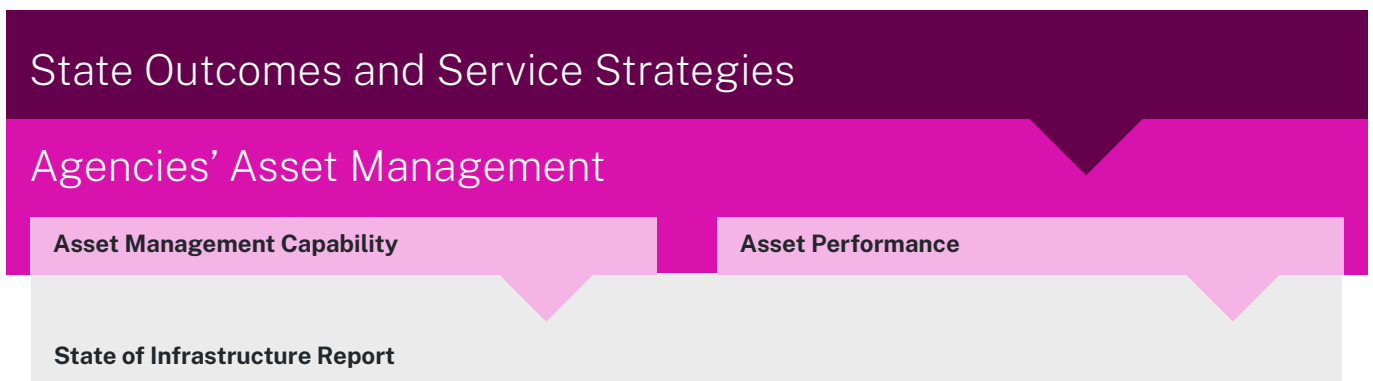 State Outcomes and Service Strategies
Agencies’ Asset Management
Asset Management Capability
Asset Performance
State of Infrastructure Report